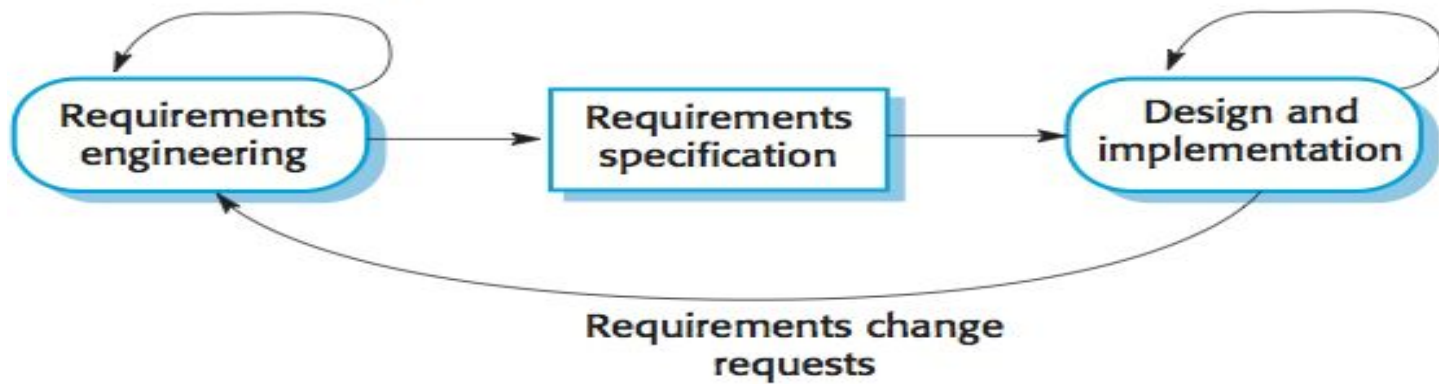 Requirements
engineering
Requirements
specification
Design and
implementation
Requirements change
requests